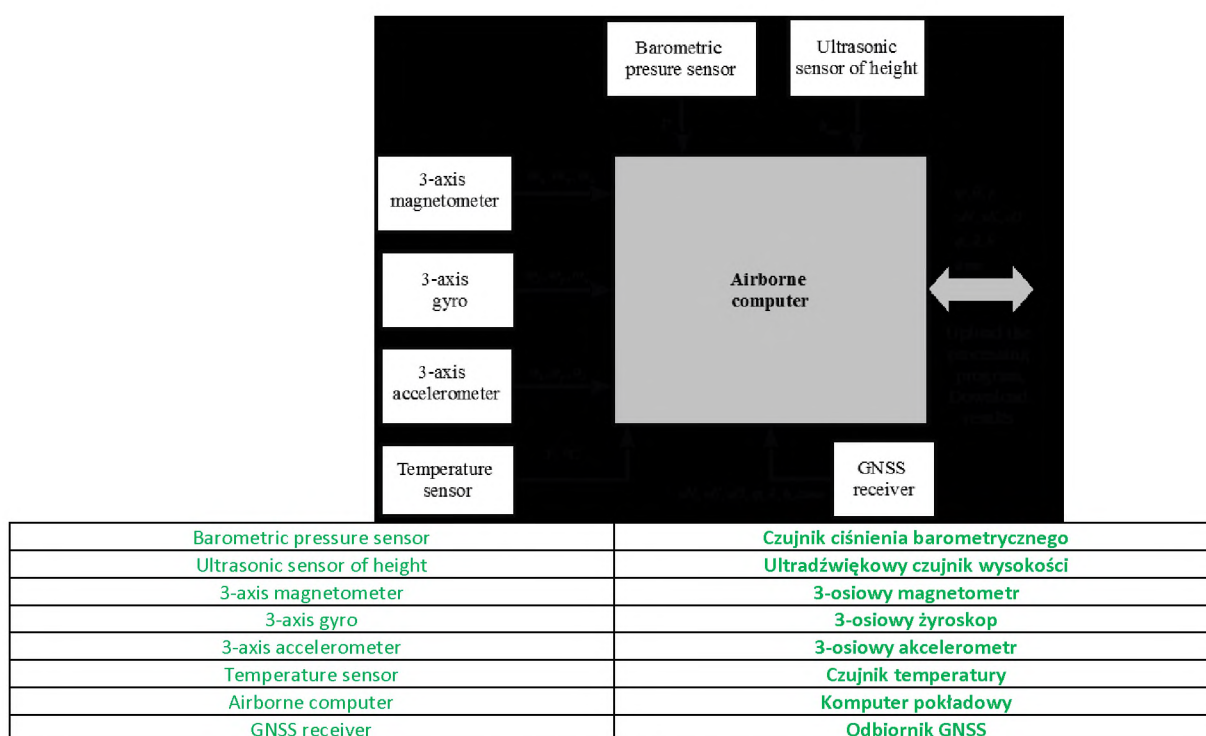 Barometric
presure sensor
Ultrasonic
sensor of height
3-axis
magnetometer
3-axis
gyro
Airborne
computer
3-axis
accelerometer
Temperature
sensor
GNSS
receiver
Barometric pressure sensor Czujnik ciśnienia barometrycznego
Ultrasonic sensor of height Ultradźwiękowy czujnik wysokości
3-axis magnetometer 3-osiowy magnetometr
3-axis gyro 3-osiowy żyroskop
3-axis accelerometer 3-osiowy akcelerometr
Temperature sensor Czujnik temperatury
Airborne computer Komputer pokładowy
GNSS receiver Odbiornik GNSS